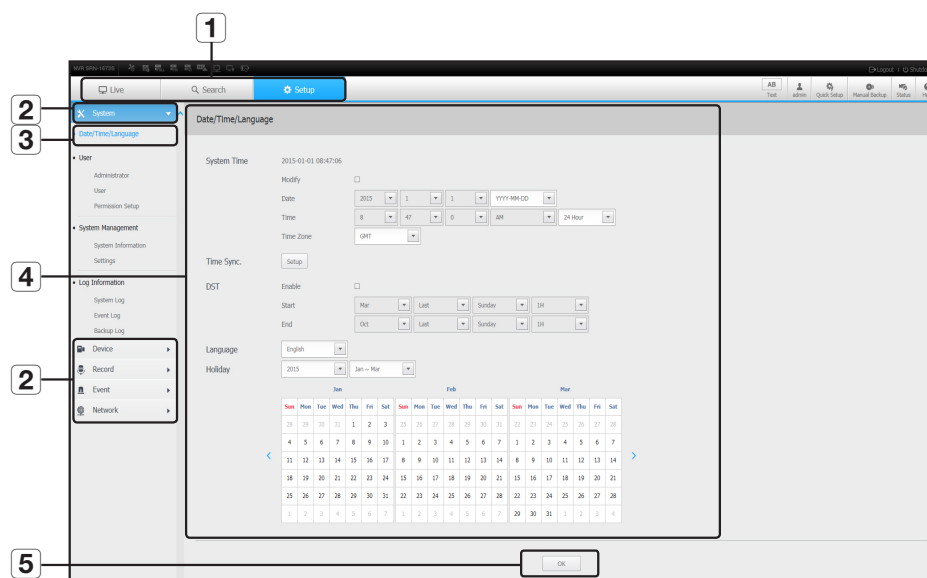 1
NVR SRN-1673S
Logout
Live
Search
Setup
AB
Text
admin
Quick Setup
Manual Backup
Status
2
System
3
Date/Time/Language
Date/Time/Language
User
Administrator
User
Permission Setup
System Management
System Information
Settings
Log Information
System Log
Event Log
Backup Log
2
Device
Record
Event
Network
4
System Time 2015-01-01 08:47:06
Modify
Date 2015 1 1 YYYY-MM-DD
Time 8 47 0 AM 24 Hour
Time Zone GMT
Time Sync. Setup
DST Enable
Start Mar Last Sunday 1H
End Oct Last Sunday 1H
Language English
Holiday 2015 Jan ~ Mar
Jan Feb Mar
Sun Mon Tue Wed Thu Fri Sat Sun Mon Tue Wed Thu Fri Sat Sun Mon Tue Wed Thu Fri Sat
28 29 30 31 1 2 3 25 26 27 28 29 30 31 22 23 24 25 26 27 28
4 5 6 7 8 9 10 1 2 3 4 5 6 7 1 2 3 4 5 6 7
11 12 13 14 15 16 17 8 9 10 11 12 13 14 8 9 10 11 12 13 14
18 19 20 21 22 23 24 15 16 17 18 19 20 21 15 16 17 18 19 20 21
25 26 27 28 29 30 31 22 23 24 25 26 27 28 22 23 24 25 26 27 28
1 2 3 4 5 6 7 1 2 3 4 5 6 7 29 30 31 1 2 3 4
5
OK